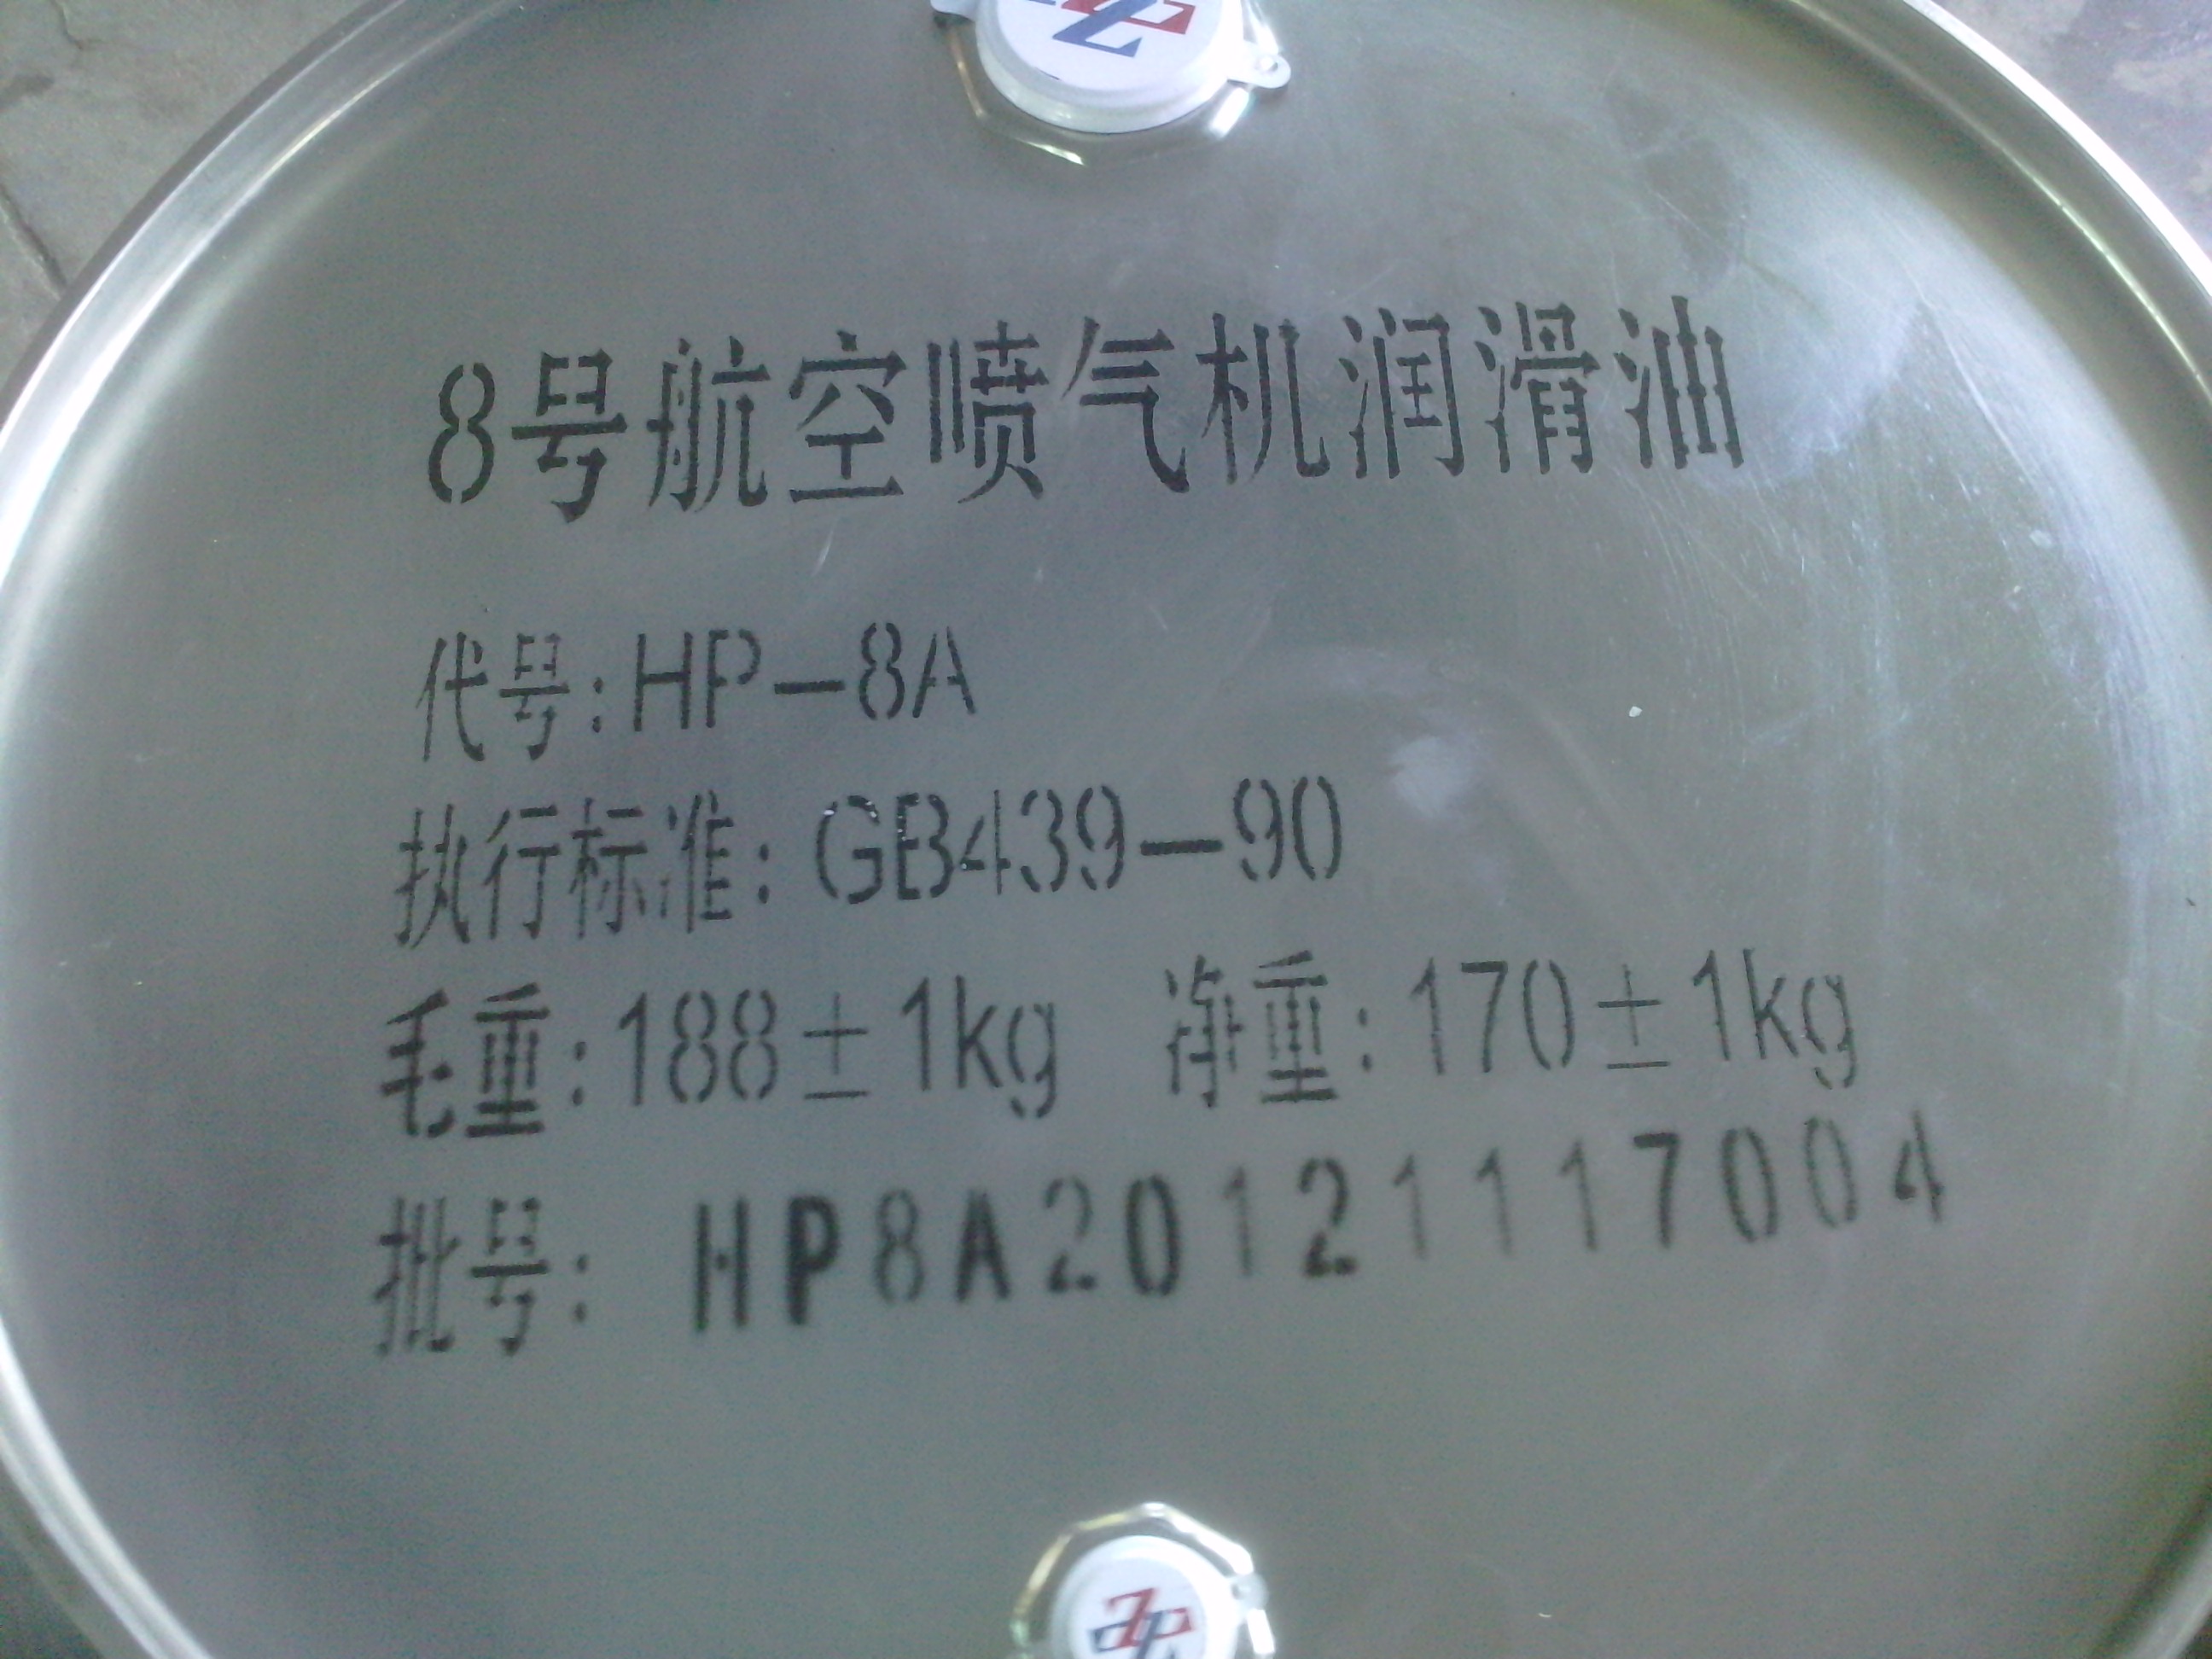 8号航空喷气机润滑油
代号:HP-8A
执行标准:GB439-90
毛重:188±1kg 净重:170±1kg
批号: HP8A20121117004